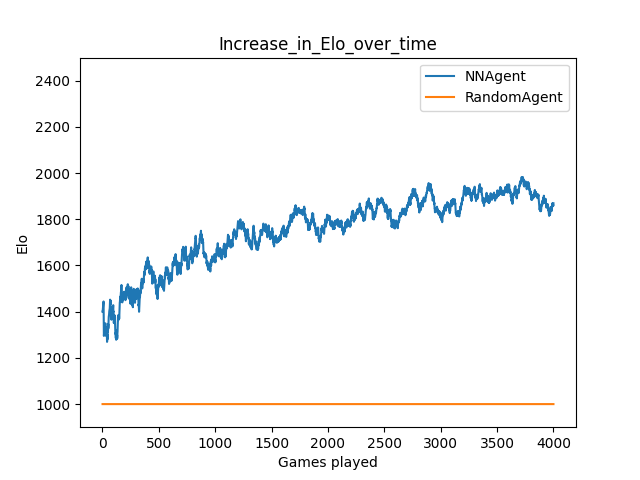 Increase_in_Elo_over_time
NNAgent
RandomAgent
2400
2200
2000
1800
1600
1400
1200
1000
Elo
0 500 1000 1500 2000 2500 3000 3500 4000
Games played